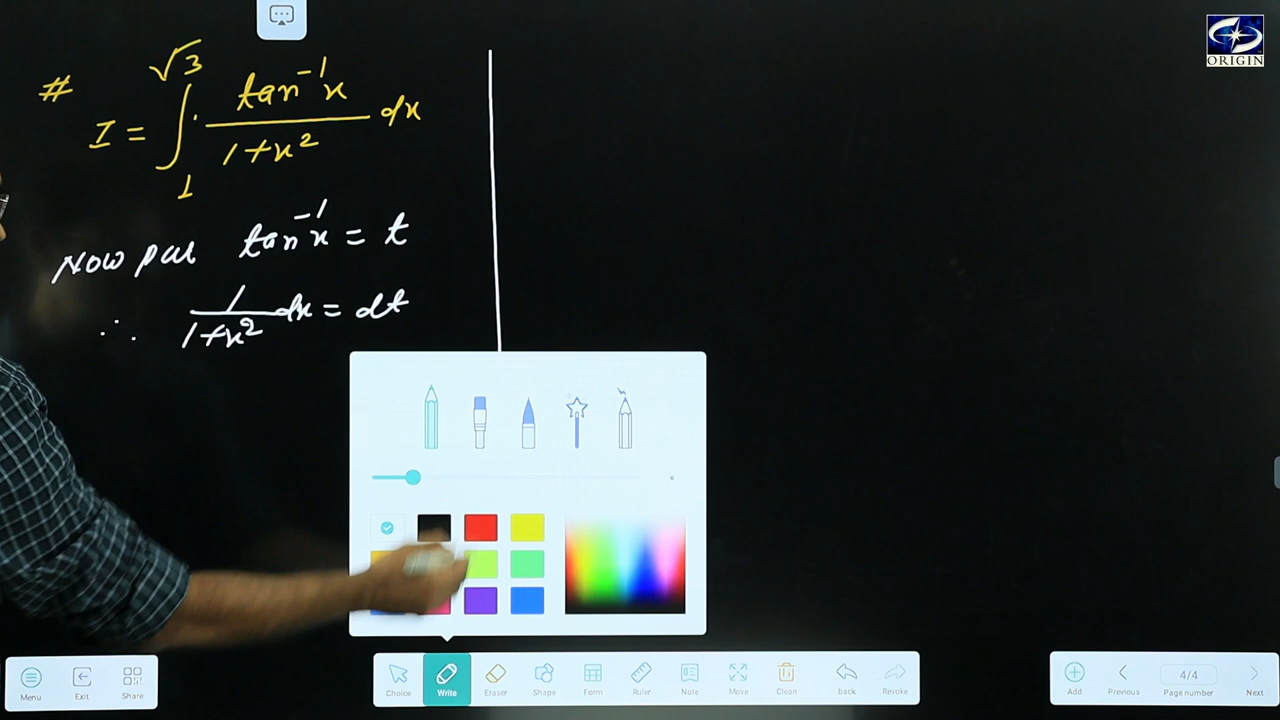 # I = ∫₁^√3 tan⁻¹x / 1+x² dx
Now put tan⁻¹x = t
∴ 1/1+x² dx = dt
ORIGIN
Menu Exit Share
Choice Write Eraser Shape Form Ruler Note Move Clean back Revoke
Add Previous 4/4 Page number Next